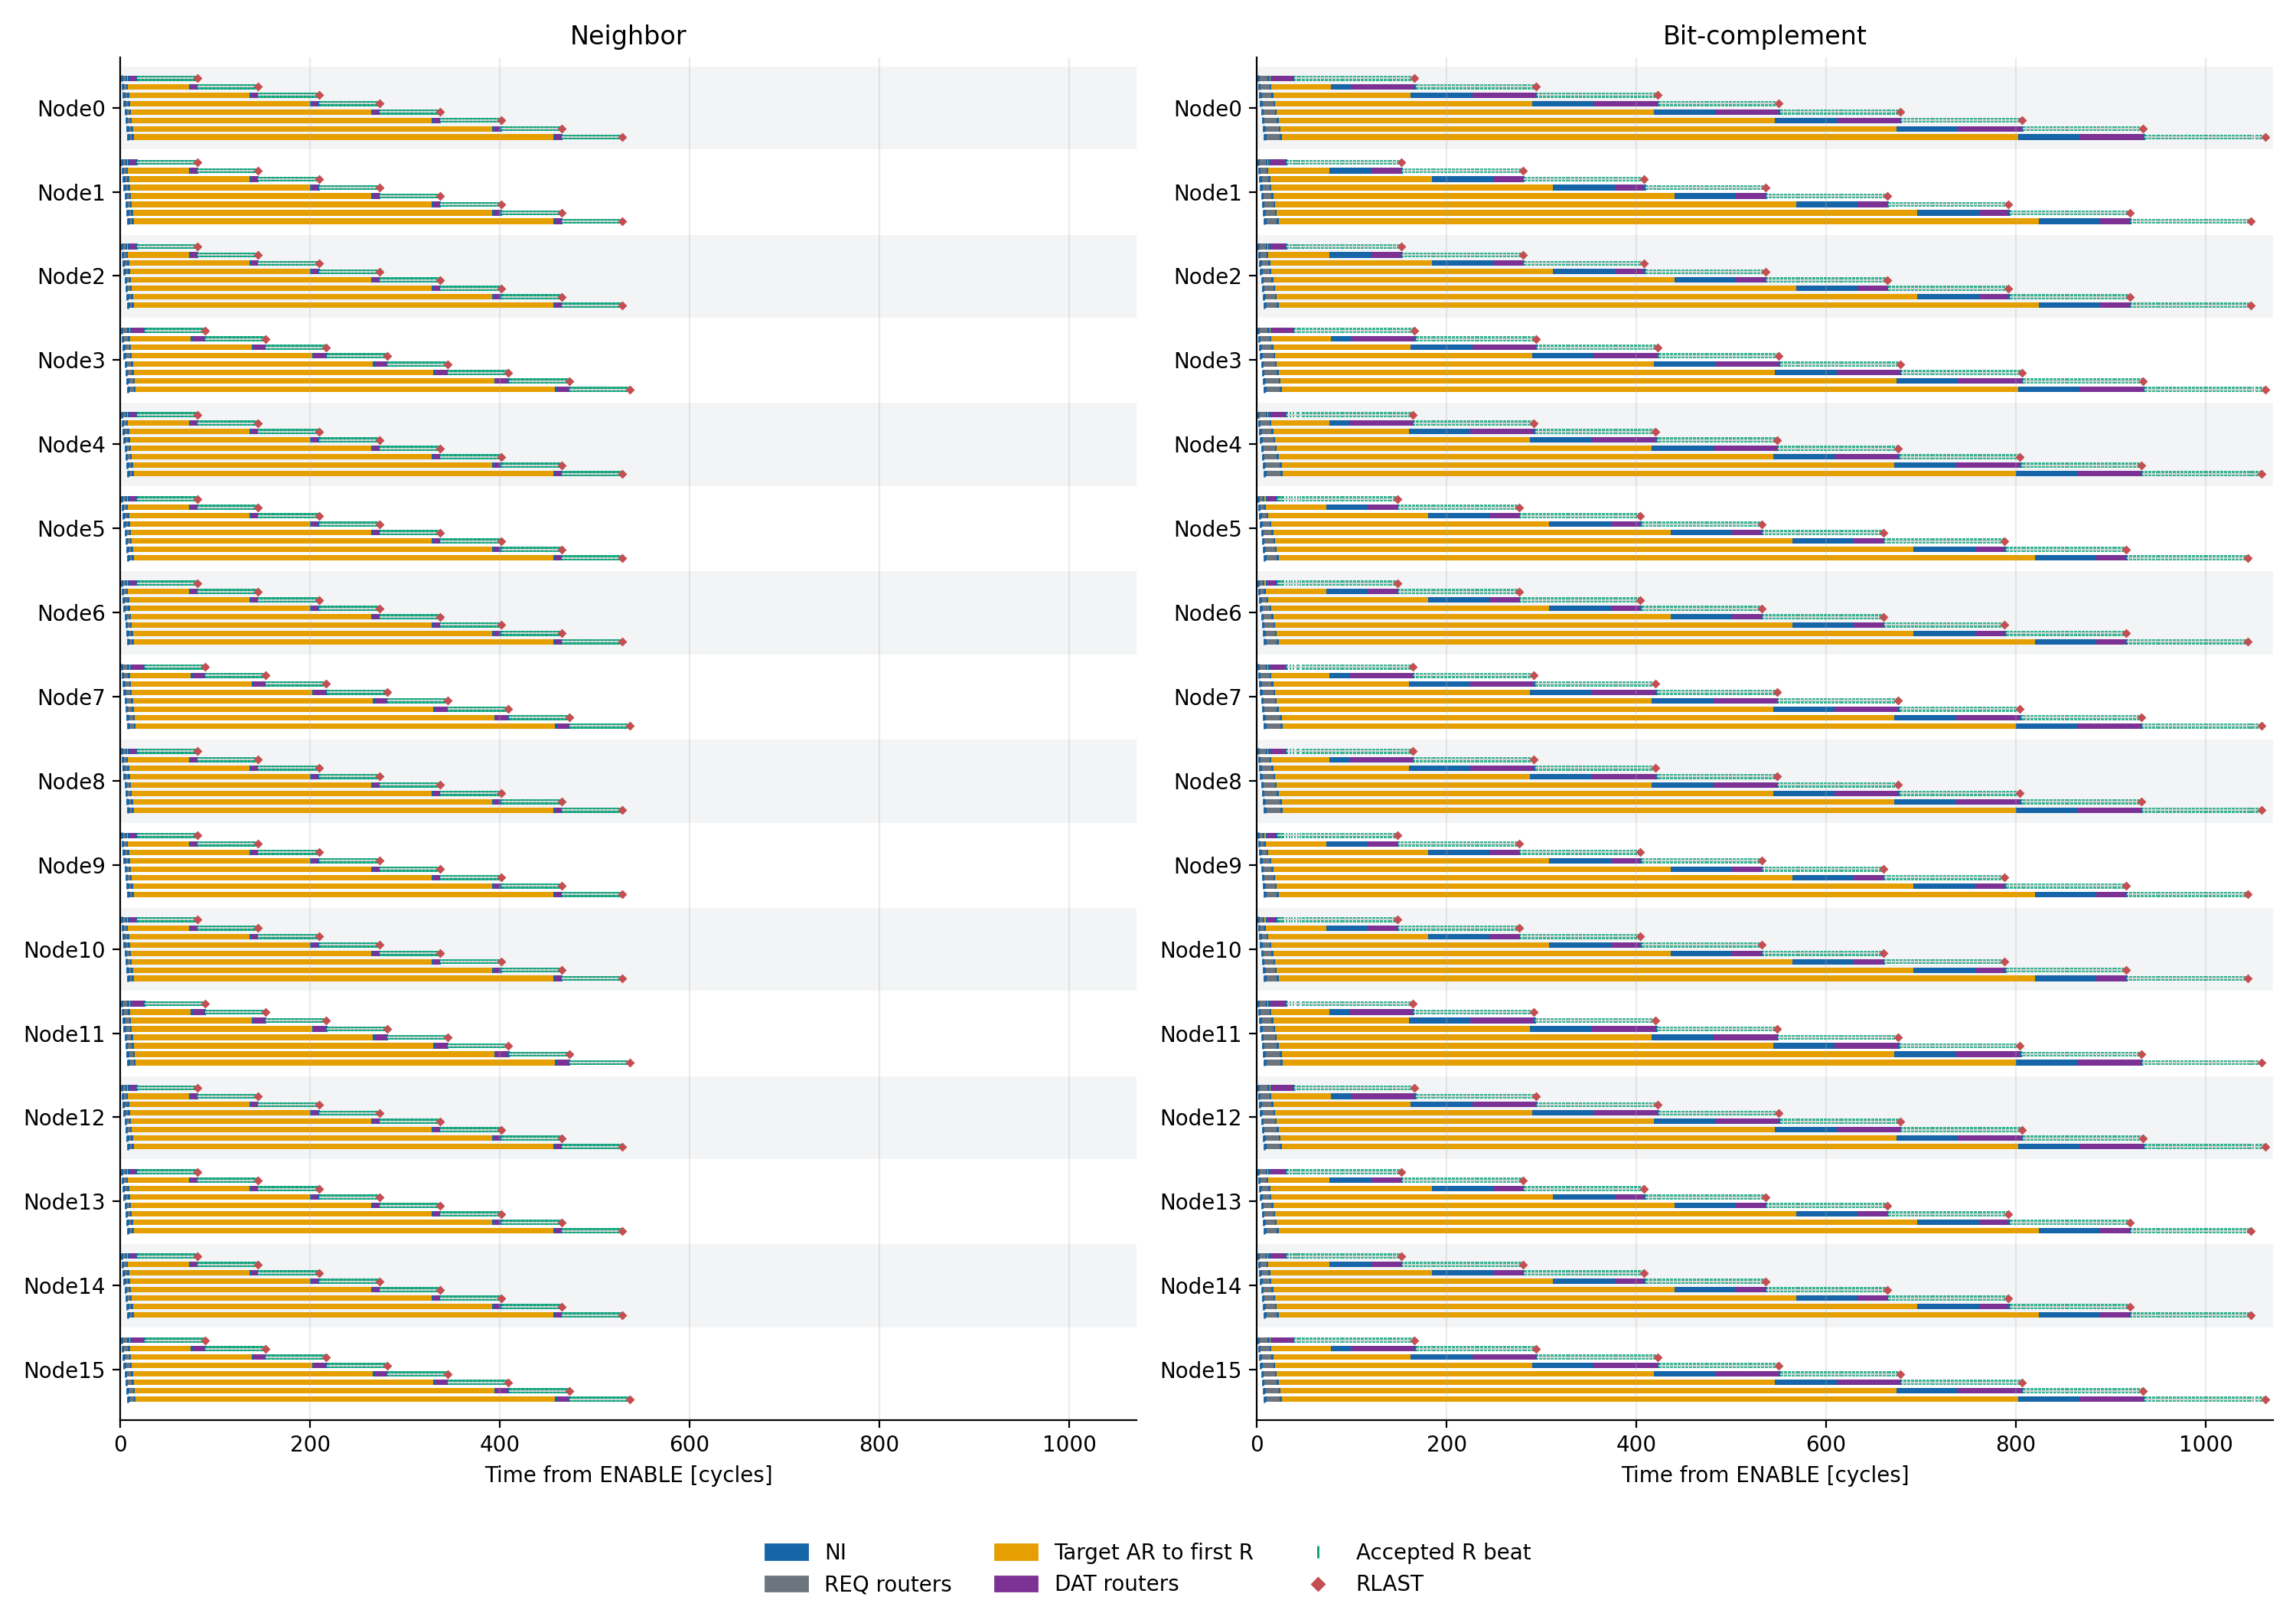 Neighbor
Node0
Node1
Node2
Node3
Node4
Node5
Node6
Node7
Node8
Node9
Node10
Node11
Node12
Node13
Node14
Node15
0 200 400 600 800 1000
Time from ENABLE [cycles]
Bit-complement
Node0
Node1
Node2
Node3
Node4
Node5
Node6
Node7
Node8
Node9
Node10
Node11
Node12
Node13
Node14
Node15
0 200 400 600 800 1000
Time from ENABLE [cycles]
NI Target AR to first R Accepted R beat
REQ routers DAT routers RLAST